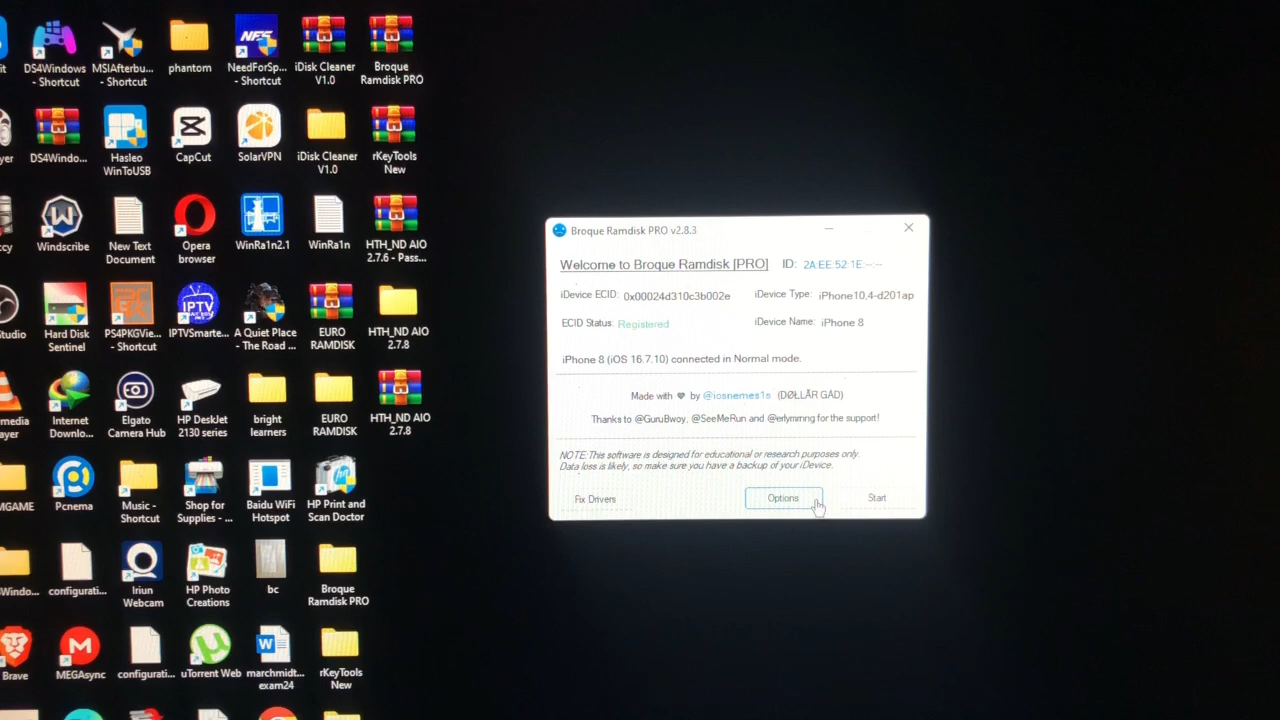 DS4Windows - Shortcut
MSIAfterbu... - Shortcut
phantom
NeedForSp... - Shortcut
iDisk Cleaner V1.0
Broque Ramdisk PRO
DS4Windo...
Hasleo WinToUSB
CapCut
SolarVPN
iDisk Cleaner V1.0
rKeyTools New
Windscribe
New Text Document
Opera browser
WinRa1n2.1
WinRa1n
HTH_ND AIO 2.7.6 - Pass...
Hard Disk Sentinel
PS4PKGVie... - Shortcut
IPTVSmarte...
A Quiet Place - The Road ...
EURO RAMDISK
HTH_ND AIO 2.7.8
Internet Downlo...
Elgato Camera Hub
HP DeskJet 2130 series
bright learners
EURO RAMDISK
HTH_ND AIO 2.7.8
Pcnema
Music - Shortcut
Shop for Supplies - ...
Baidu WiFi Hotspot
HP Print and Scan Doctor
configurati...
Iriun Webcam
HP Photo Creations
bc
Broque Ramdisk PRO
Brave
MEGAsync
configurati...
uTorrent Web
marchmidt... exam24
rKeyTools New
Broque Ramdisk PRO v2.8.3
Welcome to Broque Ramdisk [PRO] ID: 2A:EE:52:1E:--:--
iDevice ECID: 0x00024d310c3b002e iDevice Type: iPhone10,4-d201ap
ECID Status: Registered iDevice Name: iPhone 8
iPhone 8 (iOS 16.7.10) connected in Normal mode.
Made with ♥ by @iosnemes1s (DØLLÅR GÄD)
Thanks to @GuruBwoy, @SeeMeRun and @erlymrng for the support!
NOTE: This software is designed for educational or research purposes only.
Data loss is likely, so make sure you have a backup of your iDevice.
Fix Drivers Options Start